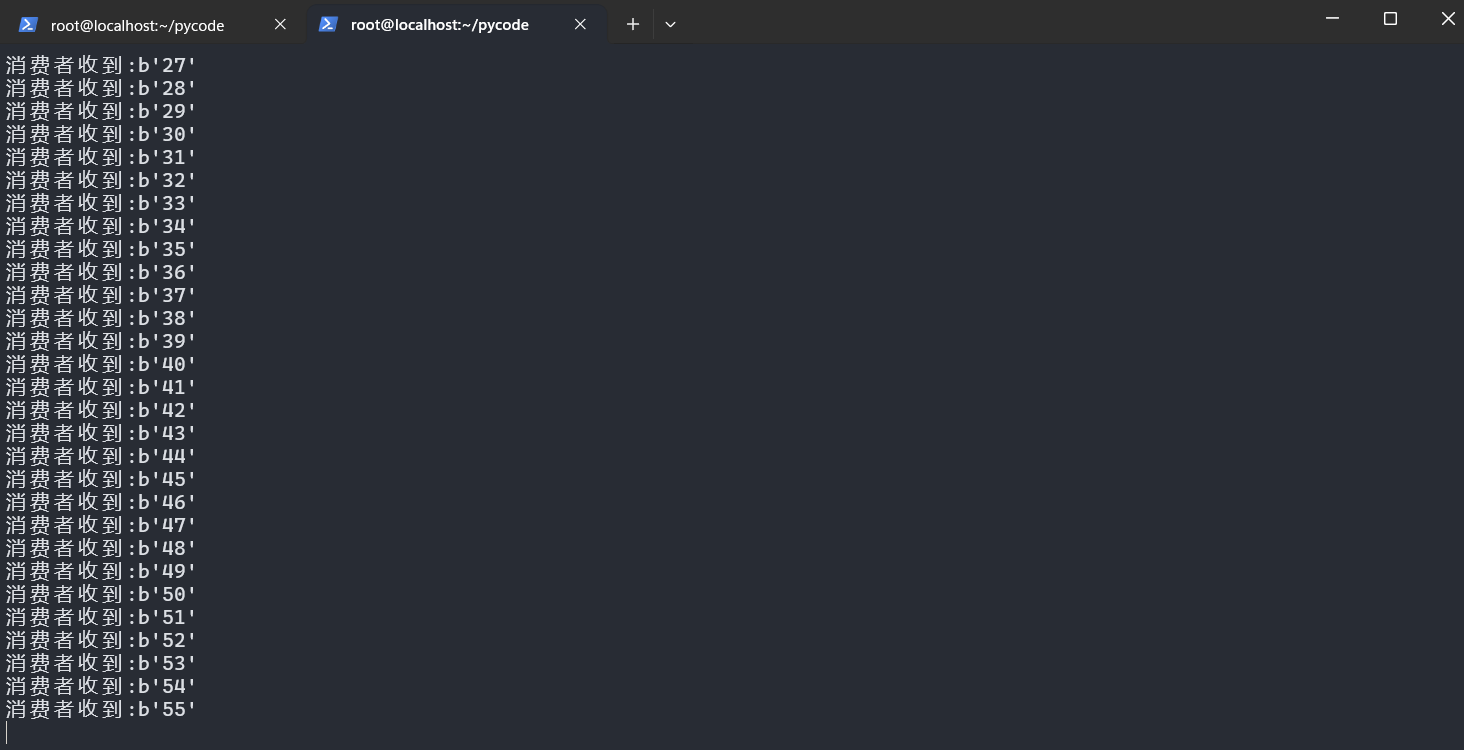 root@localhost:~/pycode
root@localhost:~/pycode
消费者收到:b'27'
消费者收到:b'28'
消费者收到:b'29'
消费者收到:b'30'
消费者收到:b'31'
消费者收到:b'32'
消费者收到:b'33'
消费者收到:b'34'
消费者收到:b'35'
消费者收到:b'36'
消费者收到:b'37'
消费者收到:b'38'
消费者收到:b'39'
消费者收到:b'40'
消费者收到:b'41'
消费者收到:b'42'
消费者收到:b'43'
消费者收到:b'44'
消费者收到:b'45'
消费者收到:b'46'
消费者收到:b'47'
消费者收到:b'48'
消费者收到:b'49'
消费者收到:b'50'
消费者收到:b'51'
消费者收到:b'52'
消费者收到:b'53'
消费者收到:b'54'
消费者收到:b'55'